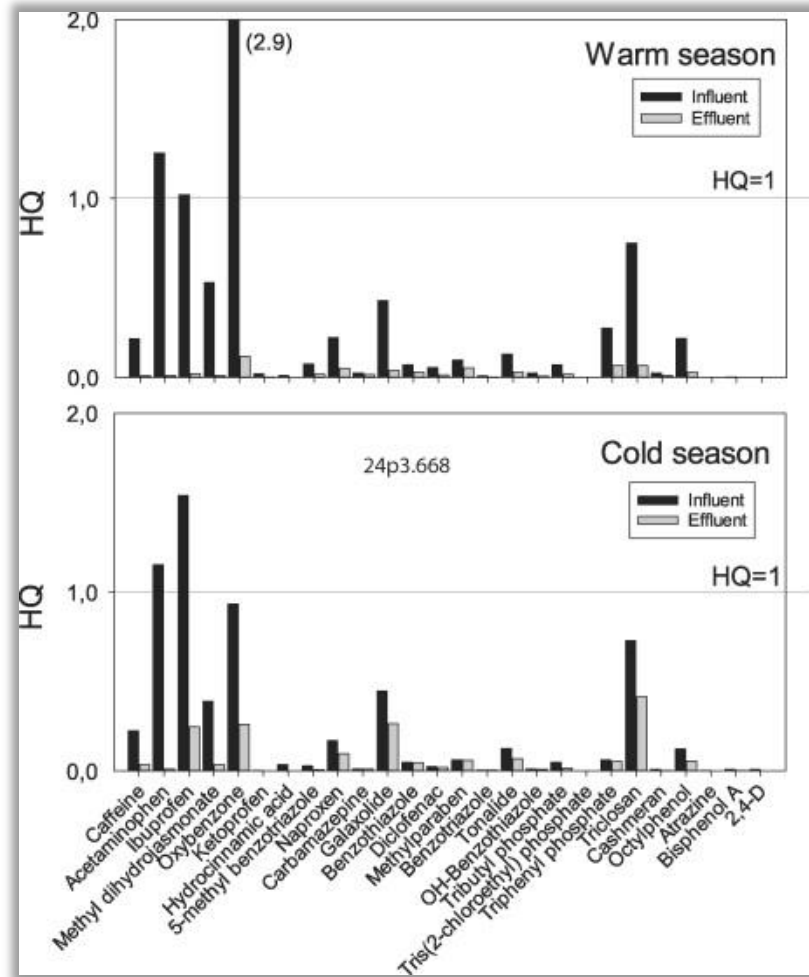 2,0
(2.9)
Warm season
Influent
Effluent
HQ=1
1,0
HQ
0,0
2,0
Cold season
24p3.668
Influent
Effluent
HQ=1
1,0
HQ
0,0
Caffeine
Acetaminophen
Ibuprofen
Methyl dihydrojasmonate
Oxybenzone
Ketoprofen
Hydrocinnamic acid
5-methyl benzotriazole
Naproxen
Carbamazepine
Galaxolide
Benzothiazole
Diclofenac
Methylparaben
Benzotriazole
Tonalide
OH-Benzothiazole
Tributyl phosphate
Tris(2-chloroethyl) phosphate
Triphenyl phosphate
Triclosan
Cashmeran
Octylphenol
Atrazine
Bisphenol A
2,4-D